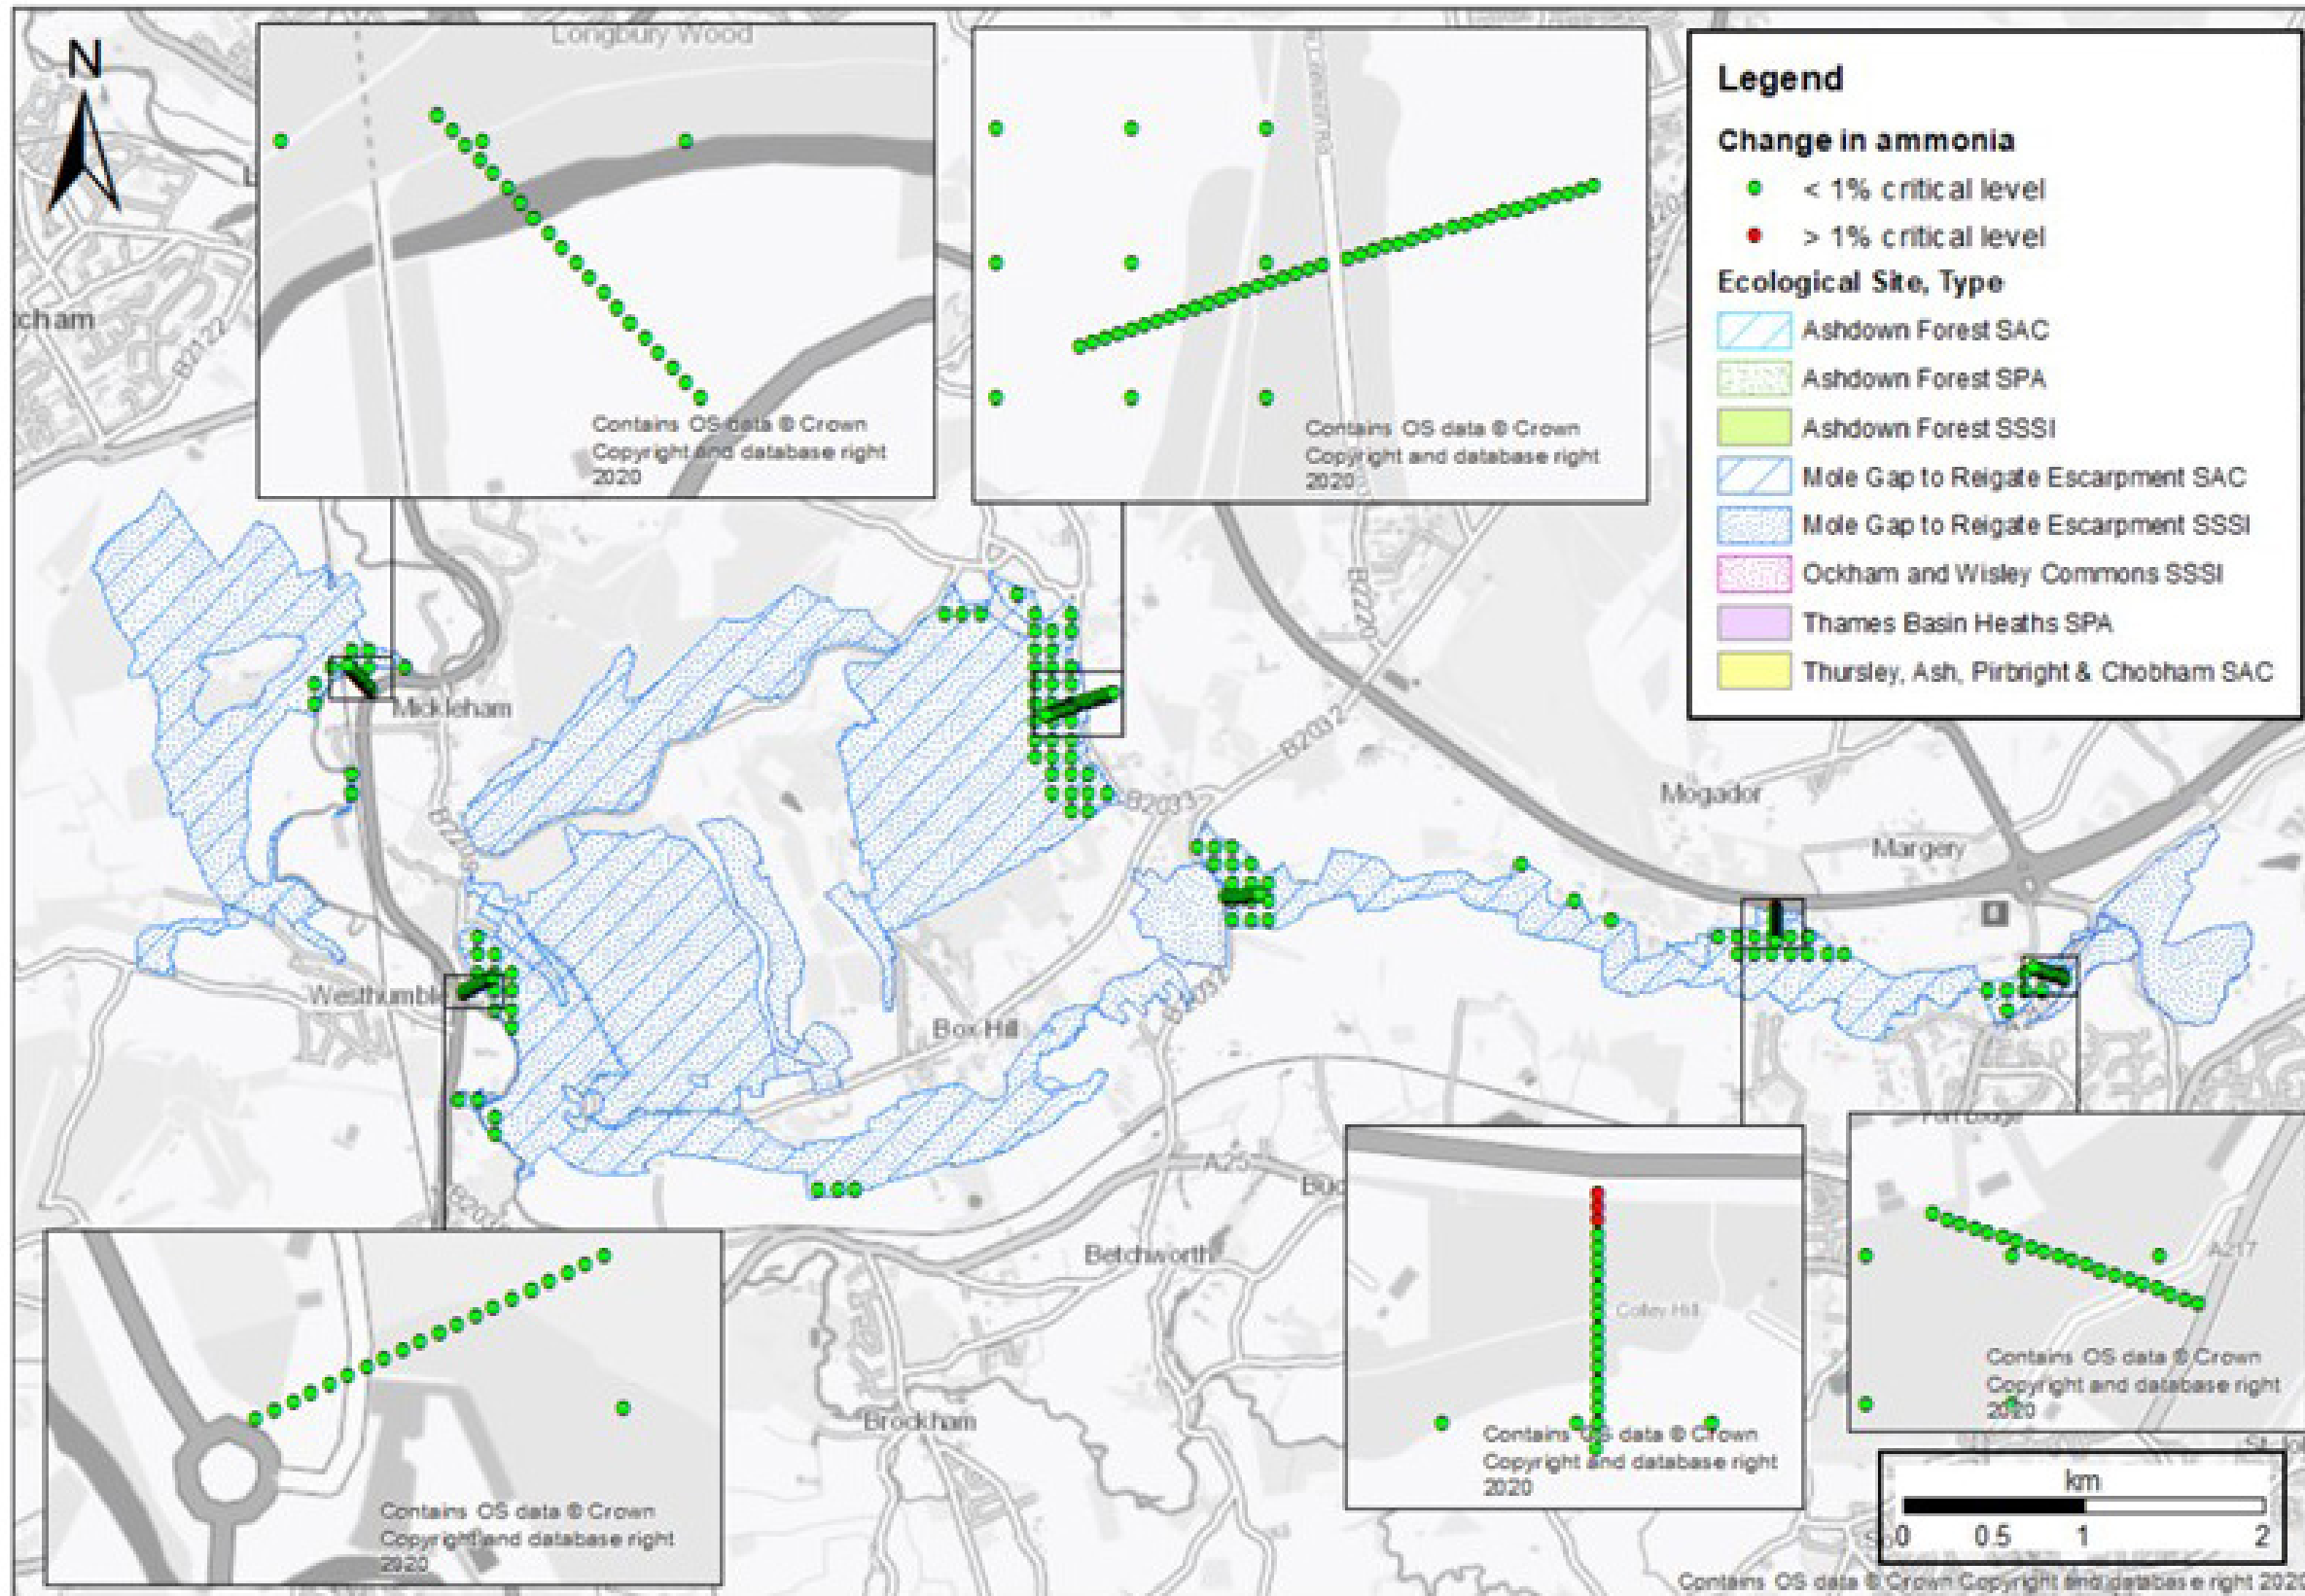 N
Longbury Wood
Legend
Change in ammonia
< 1% critical level
> 1% critical level
Ecological Site, Type
Ashdown Forest SAC
Ashdown Forest SPA
Ashdown Forest SSSI
Mole Gap to Reigate Escarpment SAC
Mole Gap to Reigate Escarpment SSSI
Ockham and Wisley Commons SSSI
Thames Basin Heaths SPA
Thursley, Ash, Pirbright & Chobham SAC
cham
B2122
Contains OS data © Crown
Copyright and database right
2020
Contains OS data © Crown
Copyright and database right
2020
B2220
Mickleham
B2032
B2033
Mogador
Margery
Westhumble
Box Hill
B2032
A25
Betchworth
Brockham
Colley Hill
A217
Contains OS data © Crown
Copyright and database right
2020
Contains OS data © Crown
Copyright and database right
2020
Contains OS data © Crown
Copyright and database right
2020
km
0 0.5 1 2
Contains OS data © Crown Copyright and database right 2022